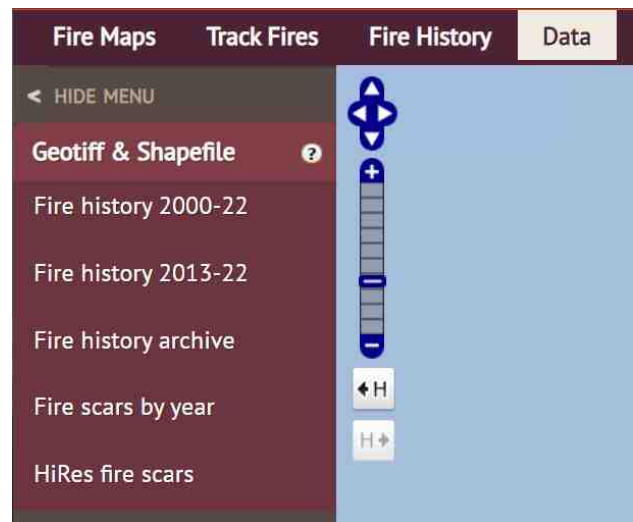 Fire Maps Track Fires Fire History Data
< HIDE MENU
Geotiff & Shapefile ?
Fire history 2000-22
Fire history 2013-22
Fire history archive
Fire scars by year
HiRes fire scars
+
−
H
H